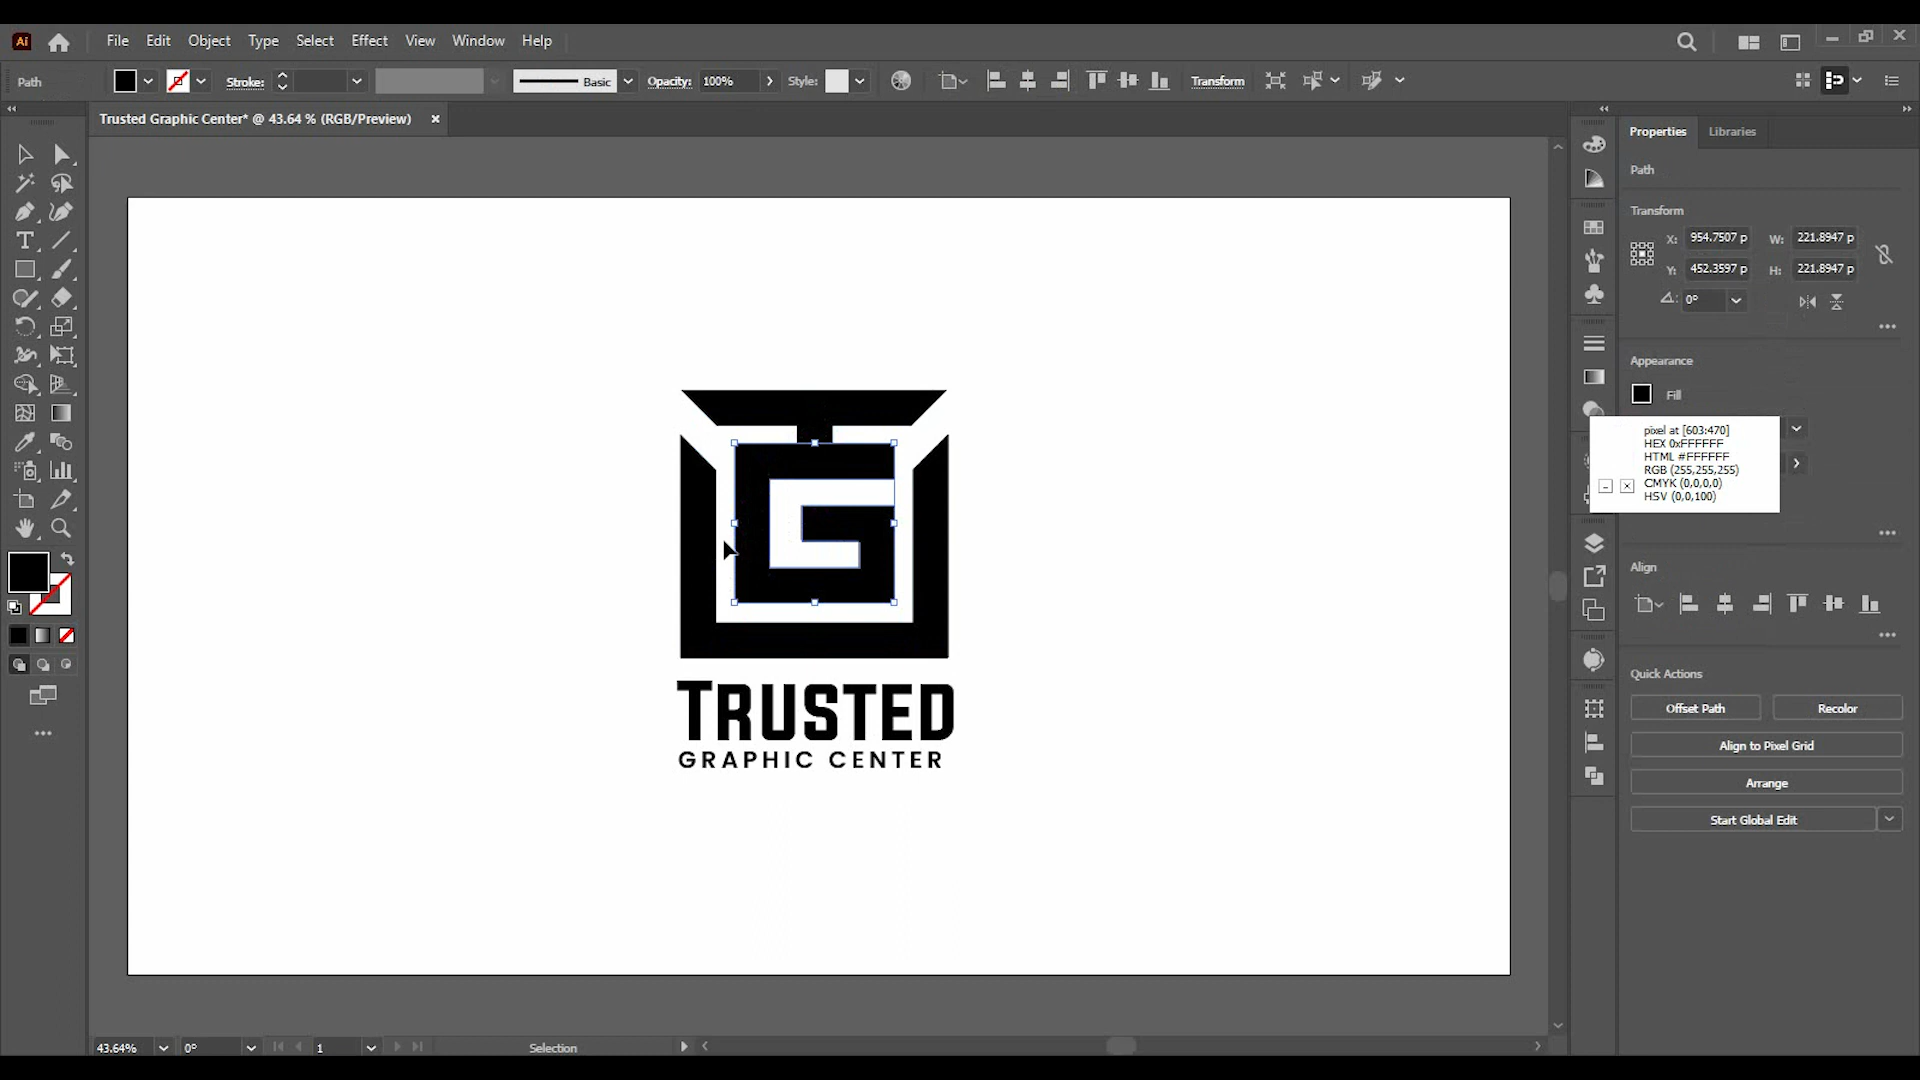 Ai File Edit Object Type Select Effect View Window Help
Path Stroke: Basic Opacity: 100% Style: Transform
Trusted Graphic Center* @ 43.64 % (RGB/Preview) ×
Properties Libraries
Path
Transform
X: 954.7507 p W: 221.8947 p
Y: 452.3597 p H: 221.8947 p
0°
Appearance
Fill
pixel at [603:470]
HEX 0xFFFFFF
HTML #FFFFFF
RGB (255,255,255)
CMYK (0,0,0,0)
HSV (0,0,100)
Align
Quick Actions
Offset Path Recolor
Align to Pixel Grid
Arrange
Start Global Edit
TRUSTED
GRAPHIC CENTER
43.64% 0° 1 Selection